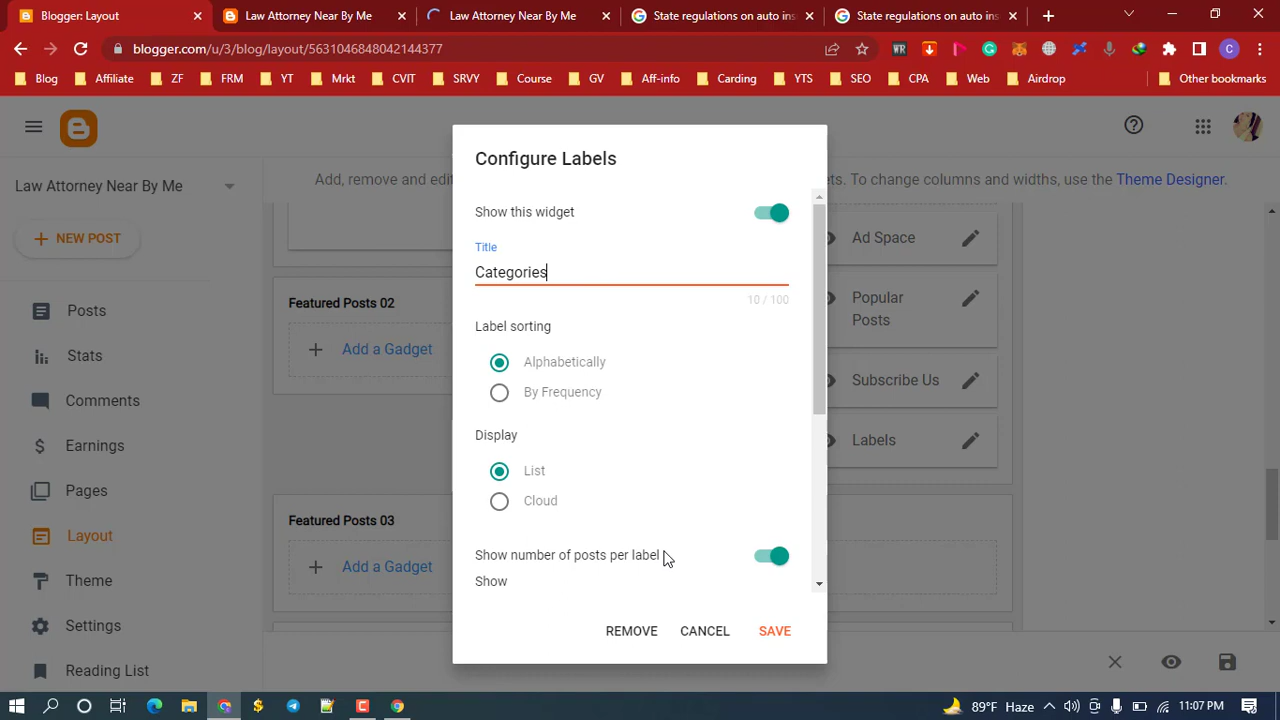 Blogger: Layout
Law Attorney Near By Me
Law Attorney Near By Me
State regulations on auto ins
State regulations on auto ins
blogger.com/u/3/blog/layout/5631046848042144377
C
Blog
Affiliate
ZF
FRM
YT
Mrkt
CVIT
SRVY
Course
GV
Aff-info
Carding
YTS
SEO
CPA
Web
Airdrop
Other bookmarks
Law Attorney Near By Me
NEW POST
Posts
Stats
Comments
Earnings
Pages
Layout
Theme
Settings
Reading List
Add, remove and edi
ets. To change columns and widths, use the Theme Designer.
Featured Posts 02
Add a Gadget
Featured Posts 03
Add a Gadget
Ad Space
Popular
Posts
Subscribe Us
Labels
Configure Labels
Show this widget
Title
Categories
10 / 100
Label sorting
Alphabetically
By Frequency
Display
List
Cloud
Show number of posts per label
Show
REMOVE
CANCEL
SAVE
89°F Haze
11:07 PM